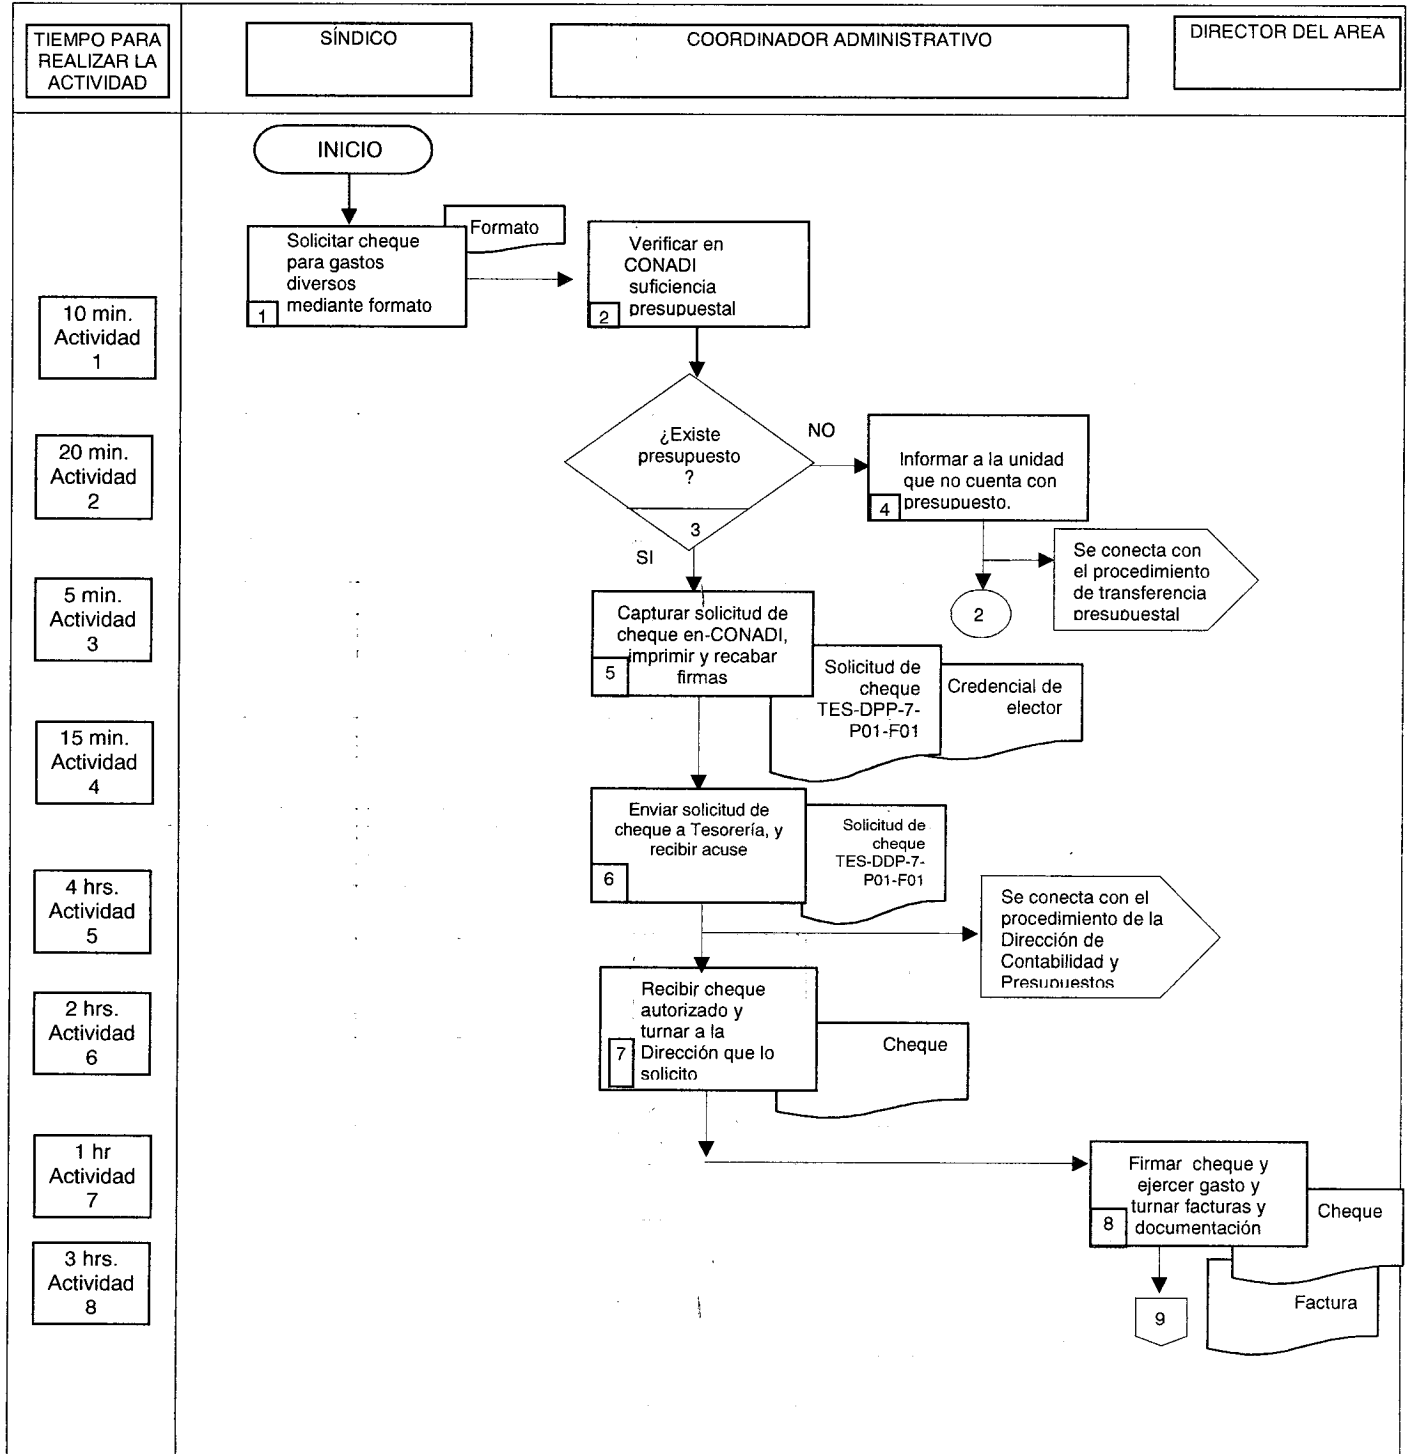 TIEMPO PARA
REALIZAR LA
ACTIVIDAD
SÍNDICO
COORDINADOR ADMINISTRATIVO
DIRECTOR DEL AREA
INICIO
Formato
Solicitar cheque
para gastos
diversos
mediante formato
1
Verificar en
CONADI
suficiencia
presupuestal
2
10 min.
Actividad
1
¿Existe
presupuesto
?
3
NO
SI
Informar a la unidad
que no cuenta con
presupuesto.
4
20 min.
Actividad
2
Se conecta con
el procedimiento
de transferencia
presupuestal
2
5 min.
Actividad
3
Capturar solicitud de
cheque en-CONADI,
imprimir y recabar
firmas
5
Solicitud de
cheque
TES-DPP-7-
P01-F01
Credencial de
elector
15 min.
Actividad
4
Enviar solicitud de
cheque a Tesorería, y
recibir acuse
6
Solicitud de
cheque
TES-DDP-7-
P01-F01
4 hrs.
Actividad
5
Se conecta con el
procedimiento de la
Dirección de
Contabilidad y
Presupuestos
2 hrs.
Actividad
6
Recibir cheque
autorizado y
turnar a la
Dirección que lo
solicito
7
Cheque
1 hr
Actividad
7
Firmar cheque y
ejercer gasto y
turnar facturas y
documentación
8
Cheque
Factura
9
3 hrs.
Actividad
8